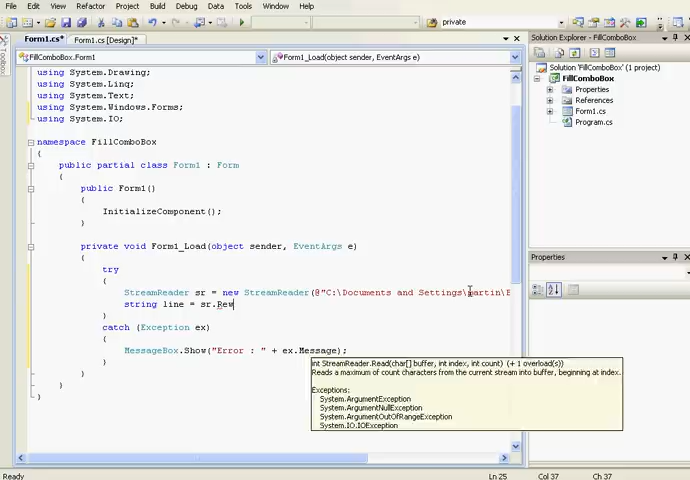 File Edit View Refactor Project Build Debug Data Tools Window Help
private
Form1.cs* Form1.cs [Design]*
FillComboBox.Form1 Form1_Load(object sender, EventArgs e)
Toolbox
using System.Drawing;
using System.Linq;
using System.Text;
using System.Windows.Forms;
using System.IO;
namespace FillComboBox
{
public partial class Form1 : Form
{
public Form1()
{
InitializeComponent();
}
private void Form1_Load(object sender, EventArgs e)
{
try
{
StreamReader sr = new StreamReader(@"C:\Documents and Settings\martin\
string line = sr.Rew
}
catch (Exception ex)
{
MessageBox.Show("Error : " + ex.Message);
}
}
}
}
int StreamReader.Read(char[] buffer, int index, int count) (+ 1 overload(s))
Reads a maximum of count characters from the current stream into buffer, beginning at index.
Exceptions:
System.ArgumentException
System.ArgumentNullException
System.ArgumentOutOfRangeException
System.IO.IOException
Solution Explorer - FillComboBox
Solution 'FillComboBox' (1 project)
FillComboBox
Properties
References
Form1.cs
Program.cs
Properties
Ready Ln 25 Col 37 Ch 37